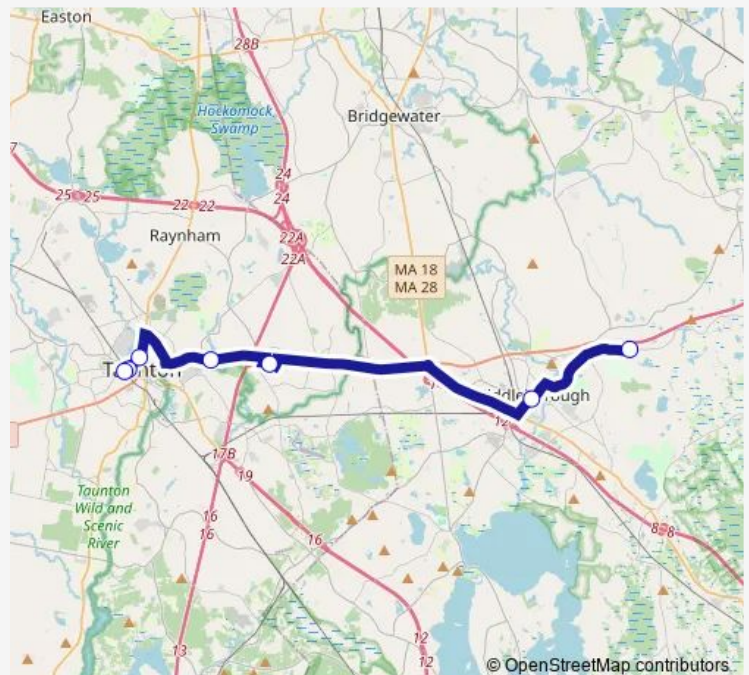 Easton
28B
Hockomock
Swamp
Bridgewater
24
24
25 25
22 22
Raynham
22A
22A
MA 18
MA 28
17B
19
12
Taunton
Wild and
Scenic
River
16
16
16
8 8
13
12
12
© OpenStreetMap contributors